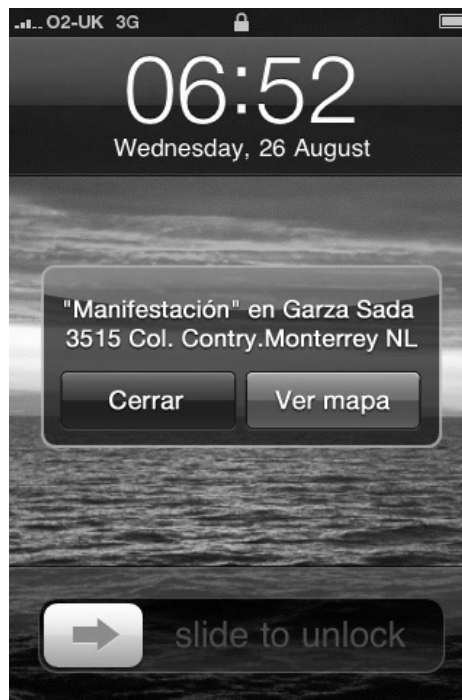 O2-UK 3G
06:52
Wednesday, 26 August
"Manifestación" en Garza Sada
3515 Col. Contry.Monterrey NL
Cerrar Ver mapa
slide to unlock